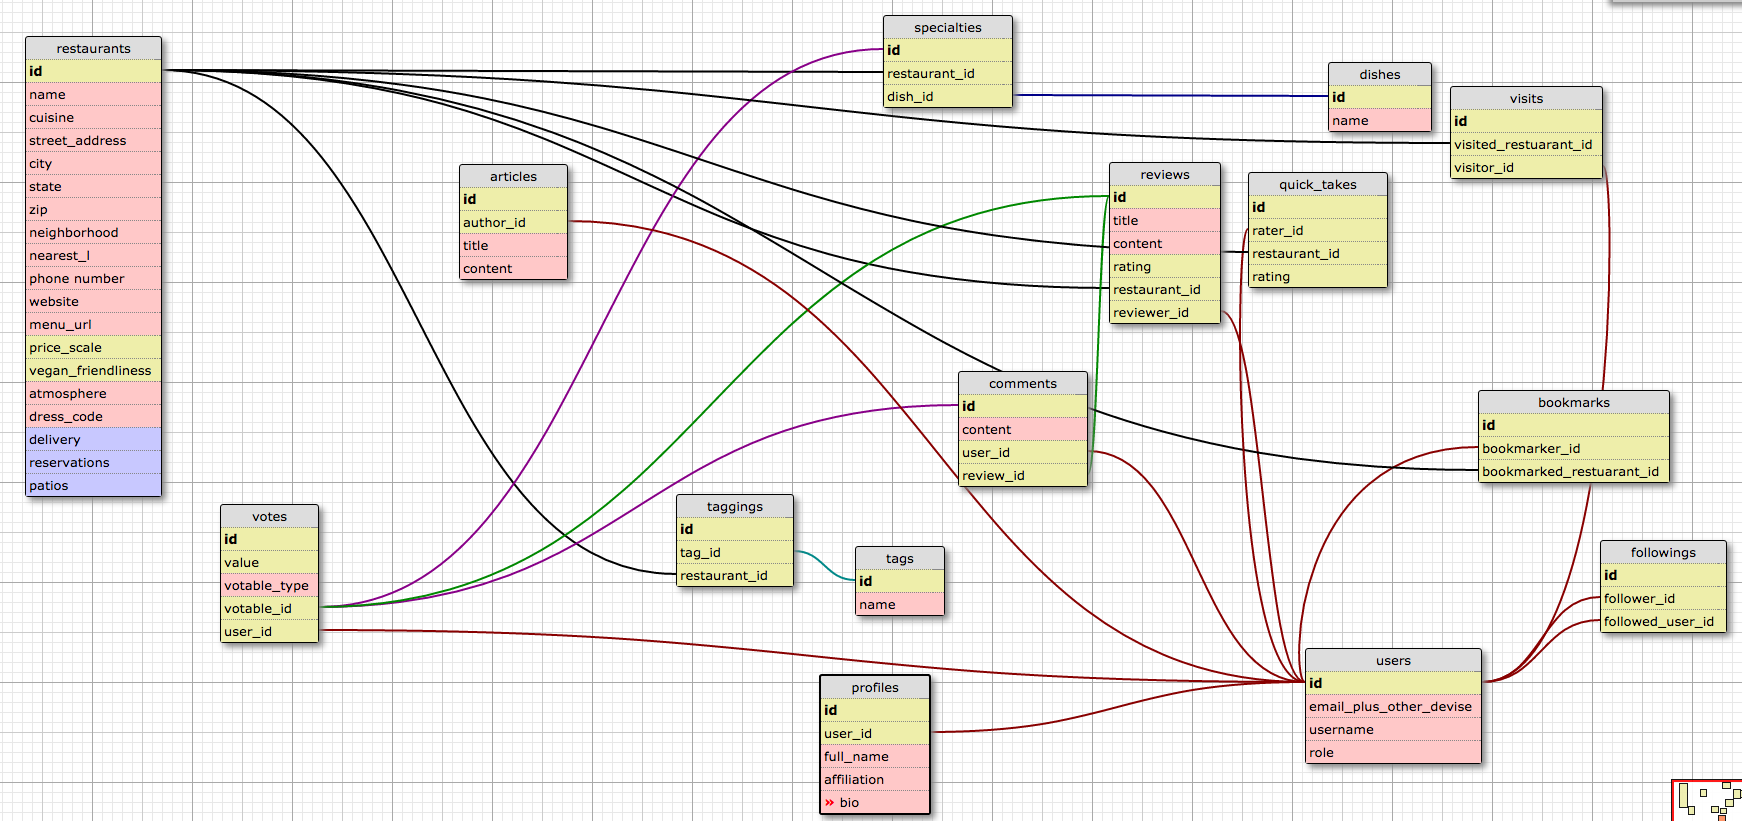 restaurants
id
name
cuisine
street_address
city
state
zip
neighborhood
nearest_l
phone number
website
menu_url
price_scale
vegan_friendliness
atmosphere
dress_code
delivery
reservations
patios
specialties
id
restaurant_id
dish_id
dishes
id
name
visits
id
visited_restuarant_id
visitor_id
articles
id
author_id
title
content
reviews
id
title
content
rating
restaurant_id
reviewer_id
quick_takes
id
rater_id
restaurant_id
rating
comments
id
content
user_id
review_id
bookmarks
id
bookmarker_id
bookmarked_restuarant_id
votes
id
value
votable_type
votable_id
user_id
taggings
id
tag_id
restaurant_id
tags
id
name
followings
id
follower_id
followed_user_id
profiles
id
user_id
full_name
affiliation
» bio
users
id
email_plus_other_devise
username
role